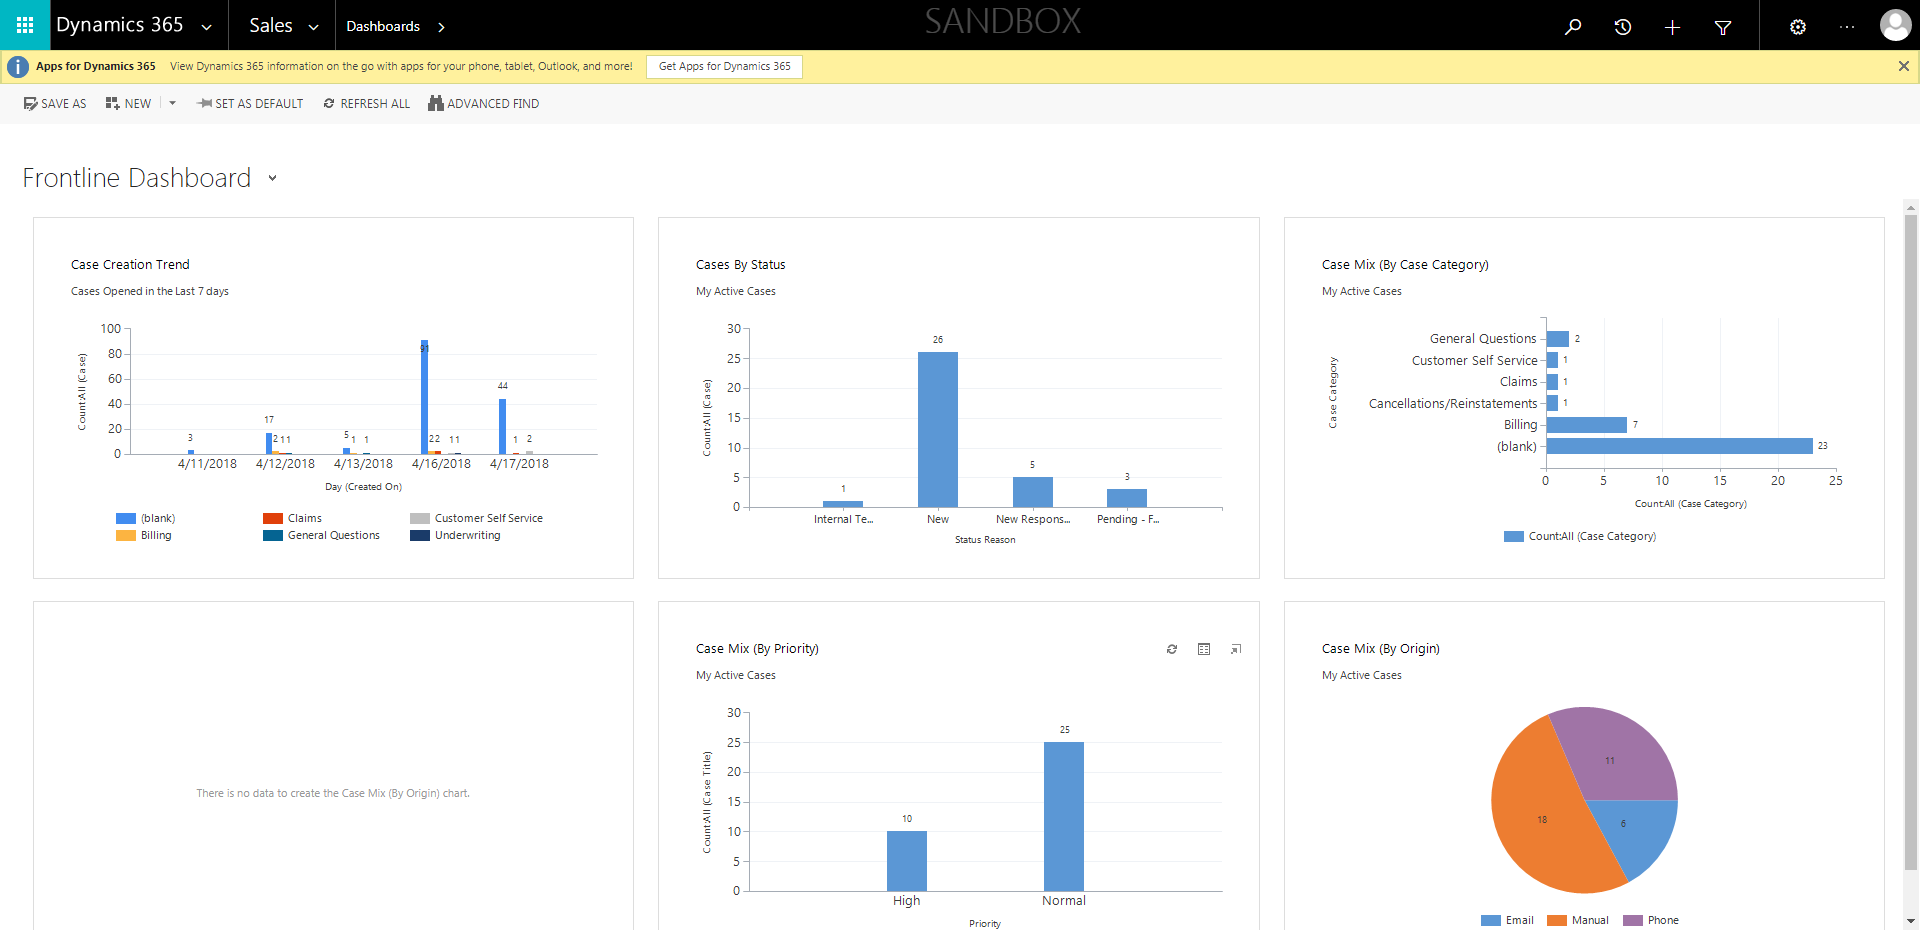 Dynamics 365 Sales Dashboards SANDBOX
Apps for Dynamics 365 View Dynamics 365 information on the go with apps for your phone, tablet, Outlook, and more! Get Apps for Dynamics 365
SAVE AS NEW SET AS DEFAULT REFRESH ALL ADVANCED FIND
Frontline Dashboard
Case Creation Trend
Cases Opened in the Last 7 days
Count:All (Case)
100
80
60
40
20
0
3
17
2 1 1
5 1 1
91
2 2 1 1
44
1 2
4/11/2018 4/12/2018 4/13/2018 4/16/2018 4/17/2018
Day (Created On)
(blank) Claims Customer Self Service
Billing General Questions Underwriting
Cases By Status
My Active Cases
Count:All (Case)
30
25
20
15
10
5
0
1 26 5 3
Internal Te... New New Respons... Pending - F...
Status Reason
Case Mix (By Case Category)
My Active Cases
Case Category
General Questions 2
Customer Self Service 1
Claims 1
Cancellations/Reinstatements 1
Billing 7
(blank) 23
0 5 10 15 20 25
Count:All (Case Category)
Count:All (Case Category)
There is no data to create the Case Mix (By Origin) chart.
Case Mix (By Priority)
My Active Cases
Count:All (Case Title)
30
25
20
15
10
5
0
10 25
High Normal
Priority
Case Mix (By Origin)
My Active Cases
11
18
6
Email Manual Phone